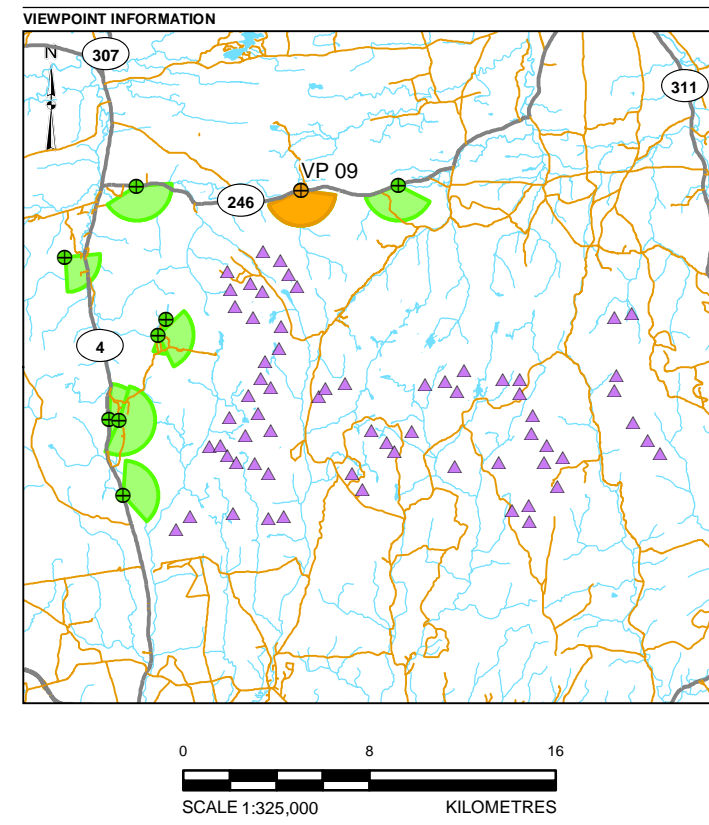 VIEWPOINT INFORMATION
N
307
311
VP 09
246
4
0 8 16
SCALE 1:325,000 KILOMETRES